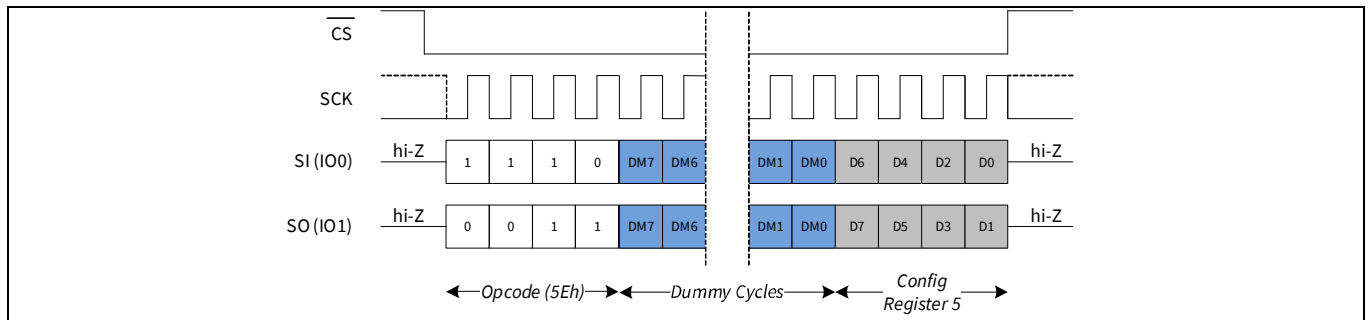 CS
SCK
SI (IO0) hi-Z 1 1 1 0 DM7 DM6 DM1 DM0 D6 D4 D2 D0 hi-Z
SO (IO1) hi-Z 0 0 1 1 DM7 DM6 DM1 DM0 D7 D5 D3 D1 hi-Z
Opcode (5Eh) Dummy Cycles Config
Register 5